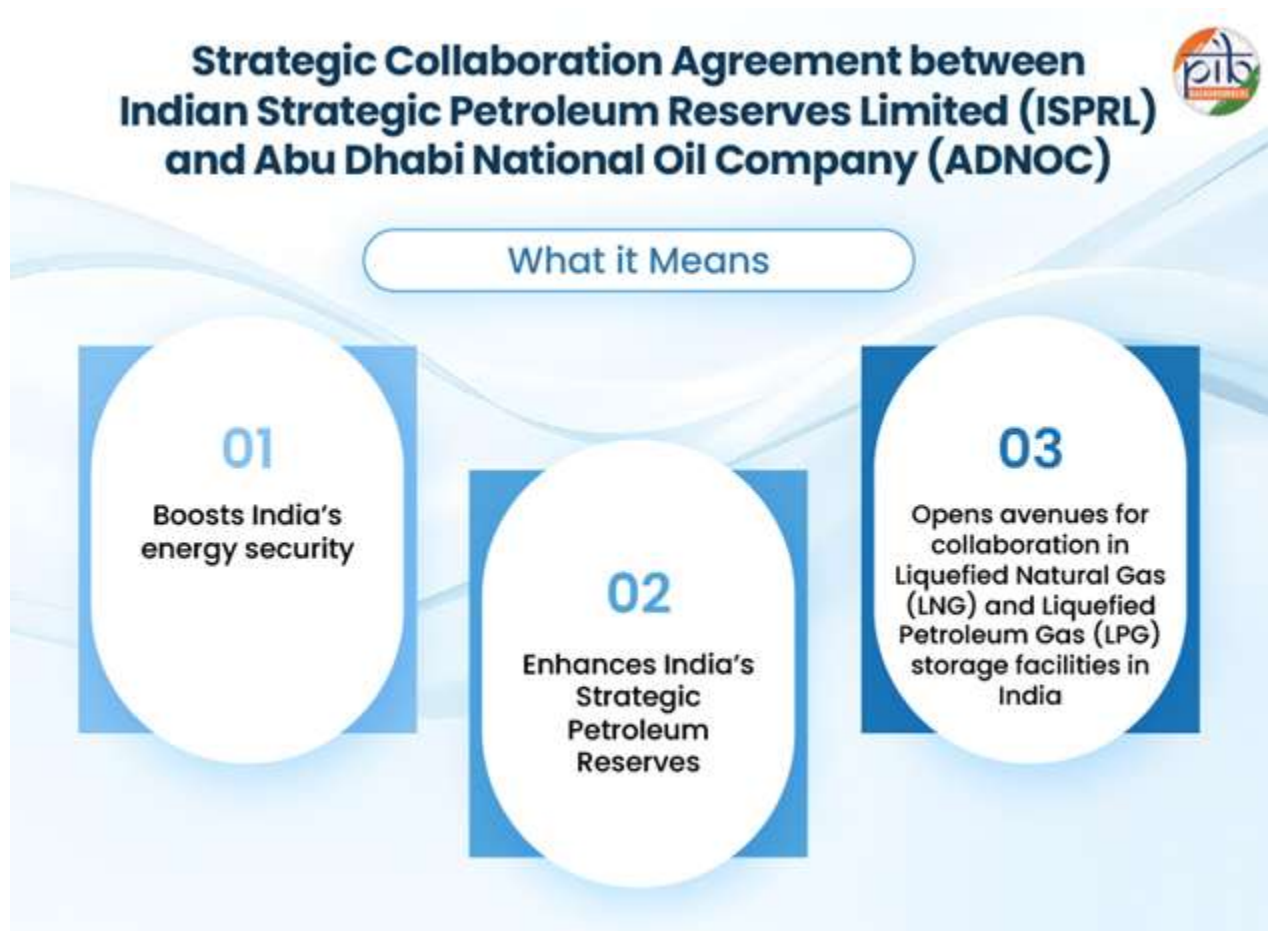 Strategic Collaboration Agreement between
Indian Strategic Petroleum Reserves Limited (ISPRL)
and Abu Dhabi National Oil Company (ADNOC)
pib
What it Means
01
Boosts India's
energy security
02
Enhances India's
Strategic
Petroleum
Reserves
03
Opens avenues for
collaboration in
Liquefied Natural Gas
(LNG) and Liquefied
Petroleum Gas (LPG)
storage facilities in
India